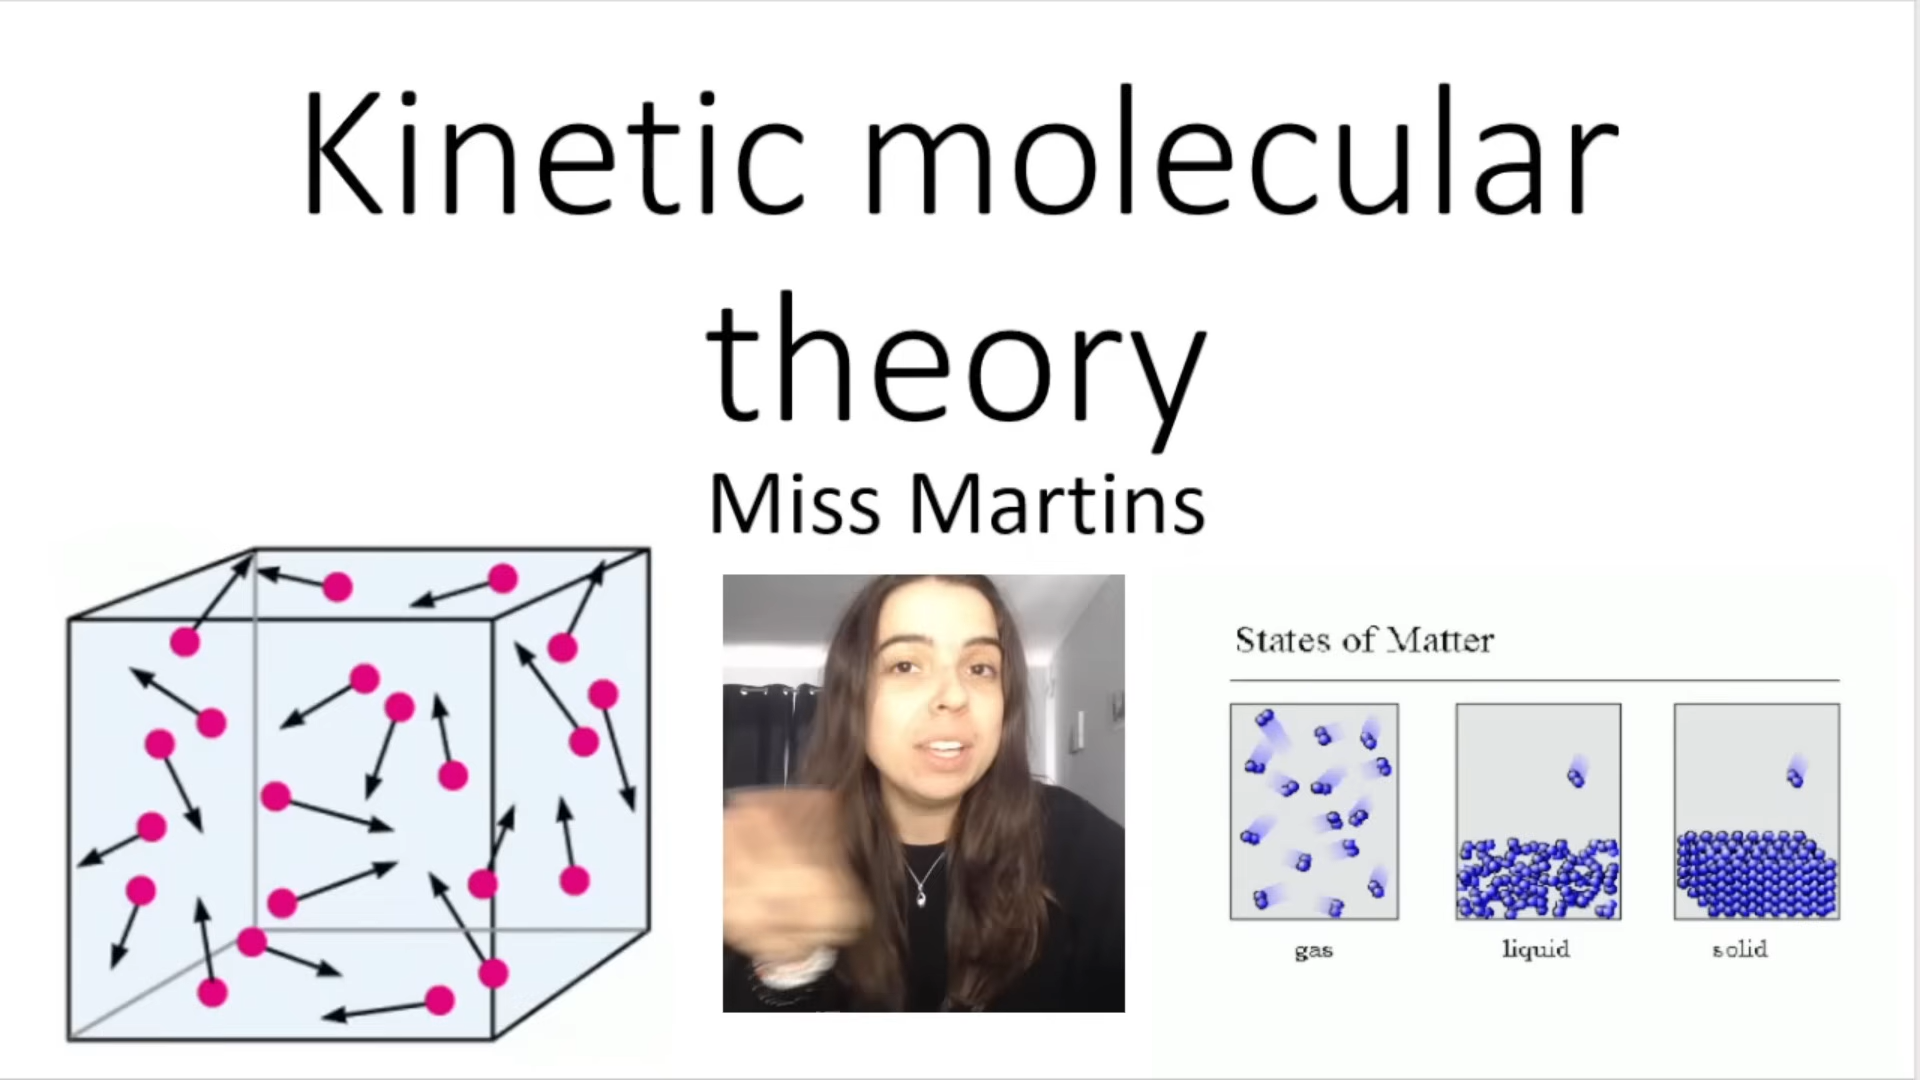 Kinetic molecular
theory
Miss Martins
States of Matter
gas
liquid
solid